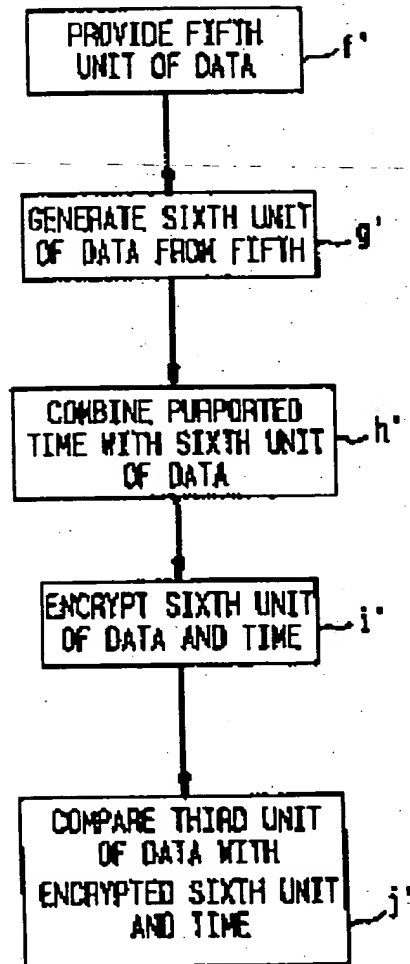 PROVIDE FIFTH
UNIT OF DATA
f'
GENERATE SIXTH UNIT
OF DATA FROM FIFTH
g'
COMBINE PURPORTED
TIME WITH SIXTH UNIT
OF DATA
h'
ENCRYPT SIXTH UNIT
OF DATA AND TIME
i'
COMPARE THIRD UNIT
OF DATA WITH
ENCRYPTED SIXTH UNIT
AND TIME
j'